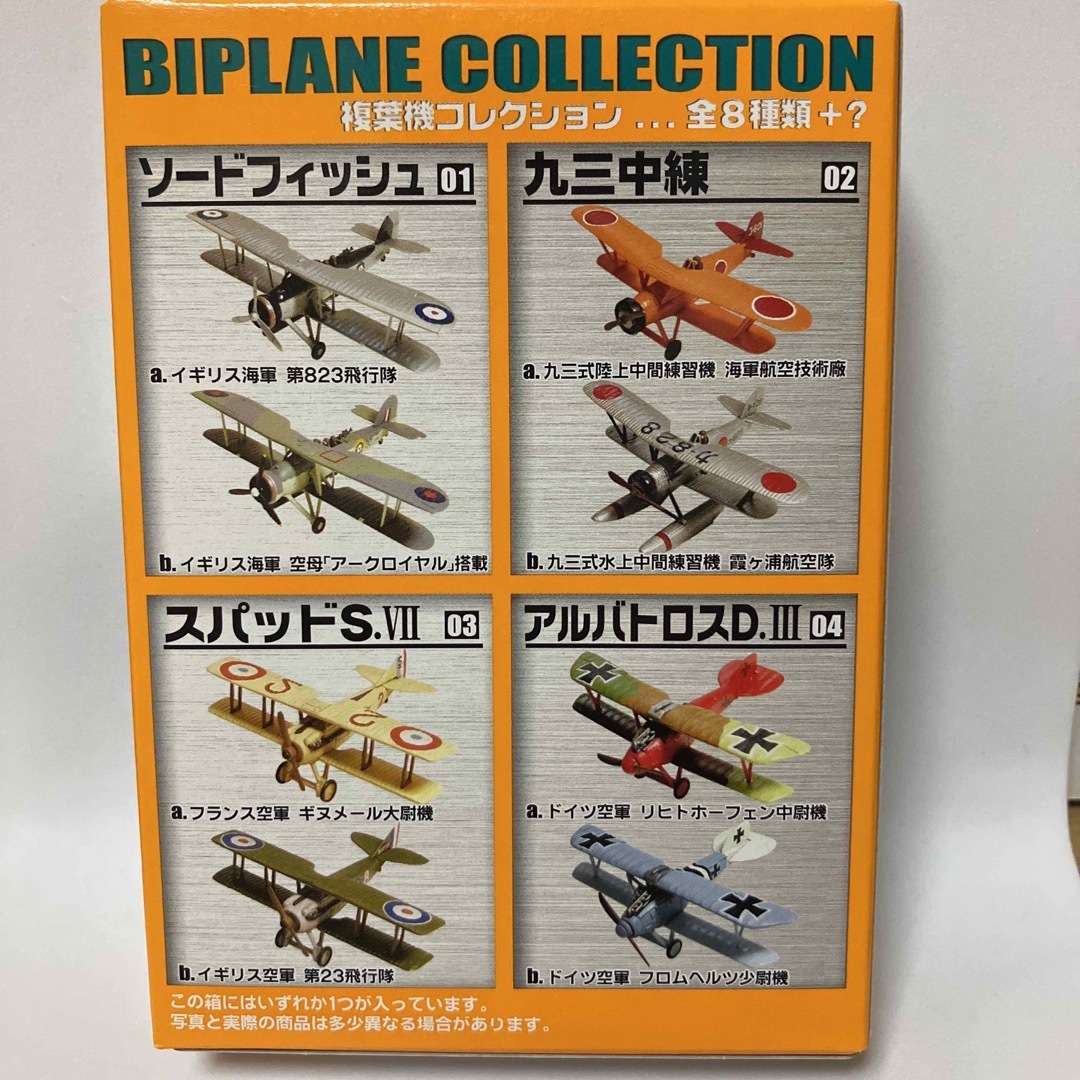 BIPLANE COLLECTION
複葉機コレクション...全8種類+?
ソードフィッシュ 01
a.イギリス海軍 第823飛行隊
b.イギリス海軍 空母「アークロイヤル」搭載
九三中練 02
a.九三式陸上中間練習機 海軍航空技術廠
カ-828
b.九三式水上中間練習機 霞ヶ浦航空隊
スパッドS.VII 03
S 2
2
a.フランス空軍 ギヌメール大尉機
8
b.イギリス空軍 第23飛行隊
アルバトロスD.III 04
a.ドイツ空軍 リヒトホーフェン中尉機
b.ドイツ空軍 フロムヘルツ少尉機
この箱にはいずれか1つが入っています。
写真と実際の商品は多少異なる場合があります。